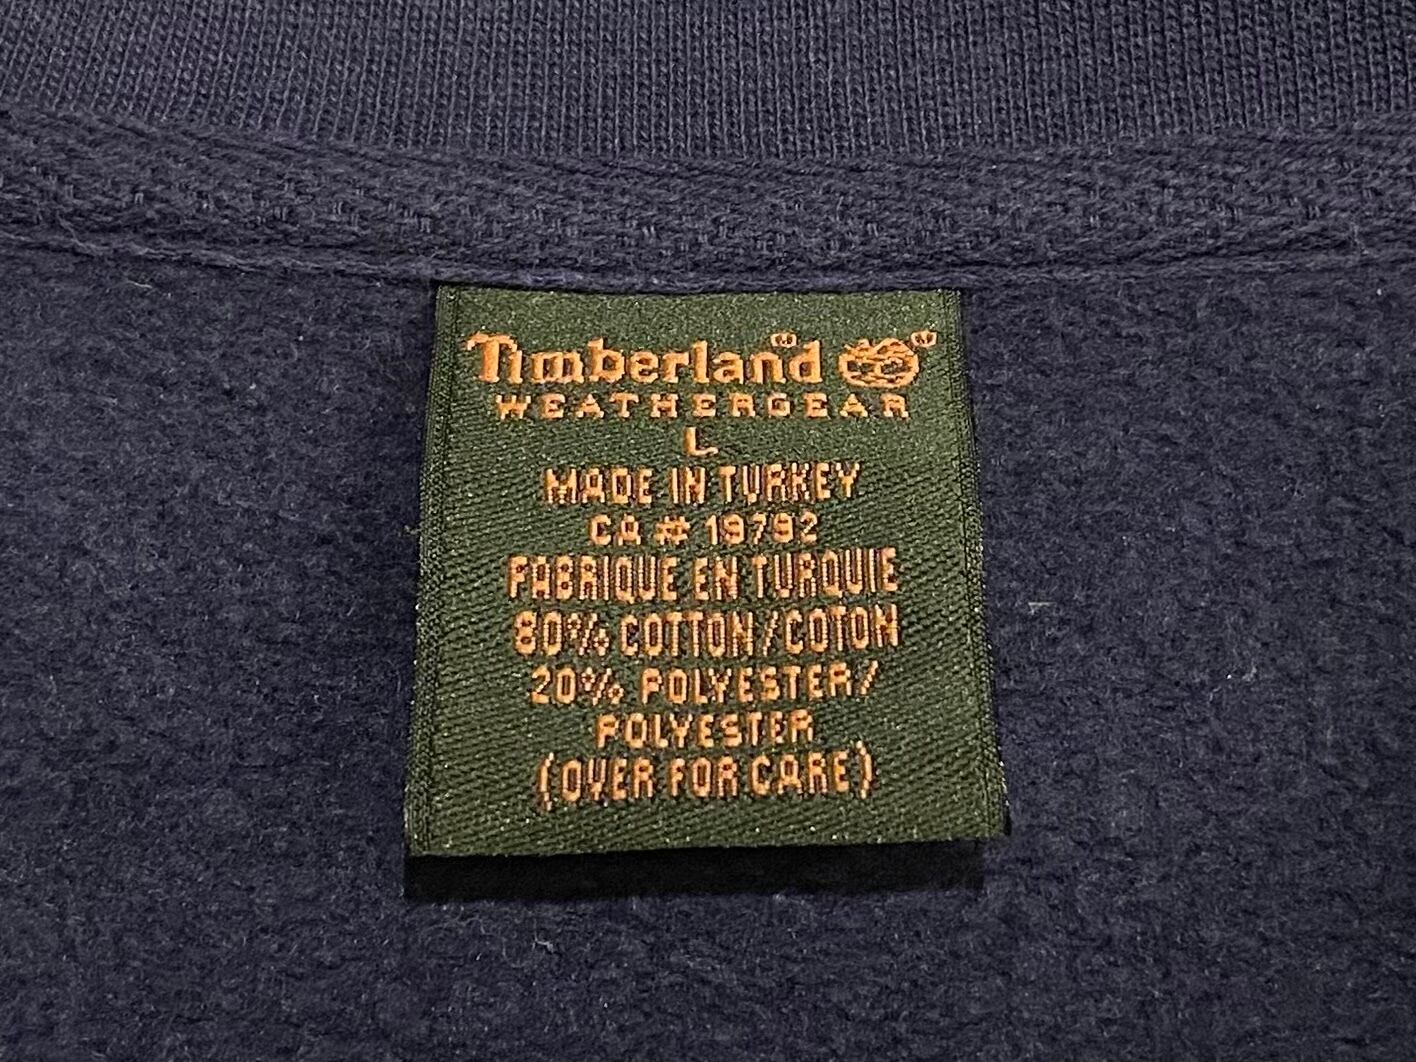 Timberland
WEATHERGEAR
L
MADE IN TURKEY
CA# 19792
FABRIQUE EN TURQUIE
80% COTTON/COTON
20% POLYESTER/
POLYESTER
(OVER FOR CARE)